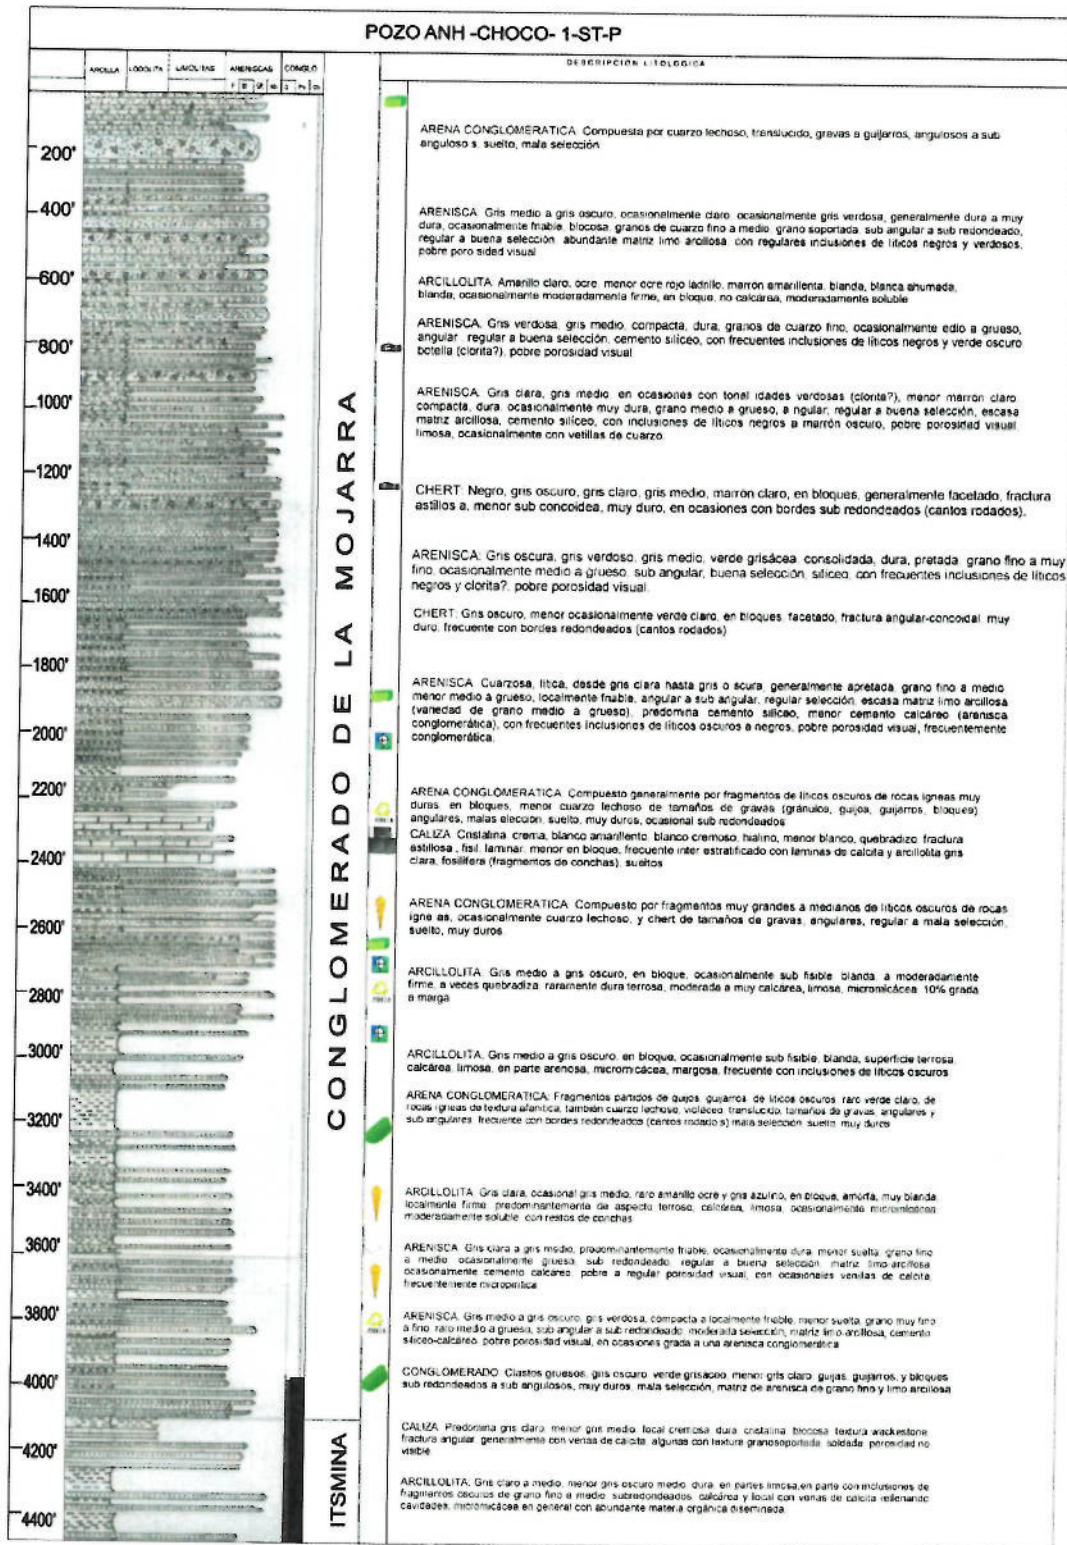 POZO ANH -CHOCO- 1-ST-P
ARCILLA LODOLITA LIMOLITAS ARENISCAS CONGLO
DESCRIPCION LITOLOGICA
200'
400'
600'
800'
1000'
1200'
1400'
1600'
1800'
2000'
2200'
2400'
2600'
2800'
3000'
3200'
3400'
3600'
3800'
4000'
4200'
4400'
CONGLOMERADO DE LA MOJARRA
ITSMINA
ARENA CONGLOMERATICA Compuesta por cuarzo lechoso, translucido, gravas a guijarros, angulosos a sub
anguloso s, suelto, mala selección
ARENISCA Gris medio a gris oscuro, ocasionalmente claro ocasionalmente gris verdosa, generalmente dura a muy
dura, ocasionalmente friable, blocosa, granos de cuarzo fino a medio, grano soportada, sub angular a sub redondeado,
regular a buena selección, abundante matriz limo arcillosa, con regulares inclusiones de líticos negros y verdosos,
pobre poro sided visual
ARCILLOLITA Amarillo claro, ocre, menor ocre rojo ladrillo, marrón amarillenta, blanda, blanca ahumada,
blanda, ocasionalmente moderadamente firme, en bloque, no calcárea, moderadamente soluble
ARENISCA, Gris verdosa, gris medio, compacta, dura, granos de cuarzo fino, ocasionalmente edio a grueso,
angular, regular a buena selección, cemento silíceo, con frecuentes inclusiones de líticos negros y verde oscuro
botella (clorita?), pobre porosidad visual
ARENISCA: Gris clara, gris medio, en ocasiones con tonal idades verdosas (clorita?), menor marrón claro
compacta, dura, ocasionalmente muy dura, grano medio a grueso, a ngular, regular a buena selección, escasa
matriz arcillosa, cemento silíceo, con inclusiones de líticos negros a marrón oscuro, pobre porosidad visual
limosa, ocasionalmente con vetillas de cuarzo
CHERT: Negro, gris oscuro, gris claro, gris medio, marrón claro, en bloques, generalmente facetado, fractura
astillos a, menor sub concoidea, muy duro, en ocasiones con bordes sub redondeados (cantos rodados).
ARENISCA: Gris oscura, gris verdoso, gris medio, verde grisácea, consolidada, dura, pretada, grano fino a muy
fino, ocasionalmente medio a grueso, sub angular, buena selección, silíceo, con frecuentes inclusiones de líticos
negros y clorita?, pobre porosidad visual.
CHERT: Gris oscuro, menor ocasionalmente verde claro, en bloques, facetado, fractura angular-concoidal, muy
duro, frecuente con bordes redondeados (cantos rodados)
ARENISCA: Cuarzosa, lítica, desde gris clara hasta gris o scura, generalmente apretada, grano fino a medio
menor medio a grueso, localmente friable, angular a sub angular, regular selección, escasa matriz limo arcillosa
(variedad de grano medio a grueso), predomina cemento silíceo, menor cemento calcáreo (arenisca
conglomerática), con frecuentes inclusiones de líticos oscuros a negros, pobre porosidad visual, frecuentemente
conglomerática.
ARENA CONGLOMERATICA: Compuesto generalmente por fragmentos de líticos oscuros de rocas ígneas muy
duras, en bloques, menor cuarzo lechoso de tamaños de gravas (gránulos, guijos, guijarros, bloques)
angulares, malas elección, suelto, muy duros, ocasional sub redondeados
CALIZA: Cristalina, crema, blanco amarillento, blanco cremoso, hialino, menor blanco, quebradizo, fractura
astillosa , fisil, laminar, menor en bloque, frecuente inter estratificado con láminas de calcita y arcillolita gris
clara, fosilífera (fragmentos de conchas), sueltos
ARENA CONGLOMERATICA: Compuesto por fragmentos muy grandes a medianos de líticos oscuros de rocas
igne as, ocasionalmente cuarzo lechoso, y chert de tamaños de gravas, angulares, regular a mala selección,
suelto, muy duros
ARCILLOLITA: Gris medio a gris oscuro, en bloque, ocasionalmente sub fisible, blanda, a moderadamente
firme, a veces quebradiza, raramente dura terrosa, moderada a muy calcárea, limosa, micromicácea. 10% grada
a marga
ARCILLOLITA: Gris medio a gris oscuro, en bloque, ocasionalmente sub fisible, blanda, superficie terrosa
calcárea, limosa, en parte arenosa, micromicácea, margosa, frecuente con inclusiones de líticos oscuros
ARENA CONGLOMERATICA: Fragmentos partidos de guijos, guijarros, de líticos oscuros, raro verde claro, de
rocas ígneas de textura afanítica, también cuarzo lechoso, violáceo, translucido, tamaños de gravas, angulares y
sub angulares, frecuente con bordes redondeados (cantos rodado s) mala selección, suelto, muy duros
ARCILLOLITA: Gris clara, ocasional gris medio, raro amarillo ocre y gris azulino, en bloque, amorfa, muy blanda
localmente firme, predominantemente de aspecto terroso, calcárea, limosa, ocasionalmente micromicácea
moderadamente soluble, con restos de conchas
ARENISCA: Gris clara a gris medio, predominantemente friable, ocasionalmente dura, menor suelta, grano fino
a medio, ocasionalmente grueso, sub redondeado, regular a buena selección, matriz limo-arcillosa
ocasionalmente cemento calcáreo, pobre a regular porosidad visual, con ocasionales venillas de calcita
frecuentemente micropirítica
ARENISCA: Gris medio a gris oscuro, gris verdosa, compacta a localmente friable, menor suelta, grano muy fino
a fino, raro medio a grueso, sub angular a sub redondeado, moderada selección, matriz limo-arcillosa, cemento
silíceo-calcáreo, pobre porosidad visual, en ocasiones grada a una arenisca conglomerática
CONGLOMERADO: Clastos gruesos, gris oscuro, verde grisáceo, menor gris claro, guijas, guijarros, y bloques
sub redondeados a sub angulosos, muy duros, mala selección, matriz de arenisca de grano fino y limo arcillosa
CALIZA: Predomina gris claro, menor gris medio, local cremosa, dura, cristalina, blocosa, textura wackestone,
fractura angular, generalmente con venas de calcita, algunas con textura granosoportada, soldada, porosidad no
visible
ARCILLOLITA: Gris claro a medio, menor gris oscuro medio, dura, en partes limosa, en parte con inclusiones de
fragmentos oscuros de grano fino a medio, subredondeados, calcárea y local con venas de calcita rellenando
cavidades, micromicácea en general con abundante materia orgánica diseminada.